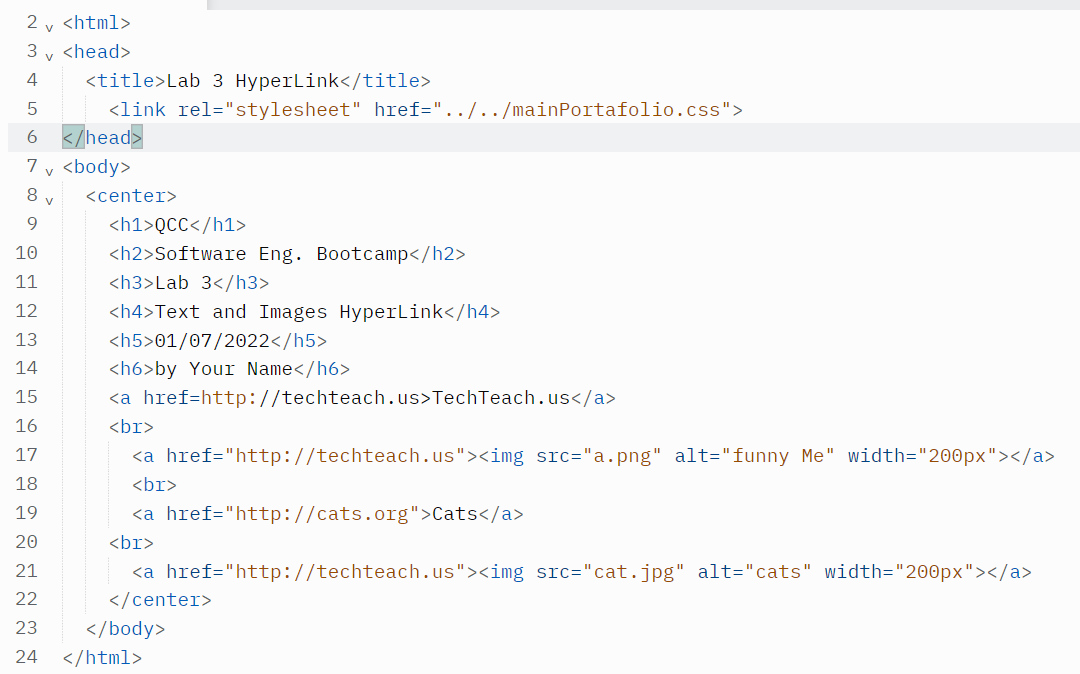 2 <html>
3 <head>
4 <title>Lab 3 HyperLink</title>
5 <link rel="stylesheet" href="../../mainPortafolio.css">
6 </head>
7 <body>
8 <center>
9 <h1>QCC</h1>
10 <h2>Software Eng. Bootcamp</h2>
11 <h3>Lab 3</h3>
12 <h4>Text and Images HyperLink</h4>
13 <h5>01/07/2022</h5>
14 <h6>by Your Name</h6>
15 <a href=http://techteach.us>TechTeach.us</a>
16 <br>
17 <a href="http://techteach.us"><img src="a.png" alt="funny Me" width="200px"></a>
18 <br>
19 <a href="http://cats.org">Cats</a>
20 <br>
21 <a href="http://techteach.us"><img src="cat.jpg" alt="cats" width="200px"></a>
22 </center>
23 </body>
24 </html>